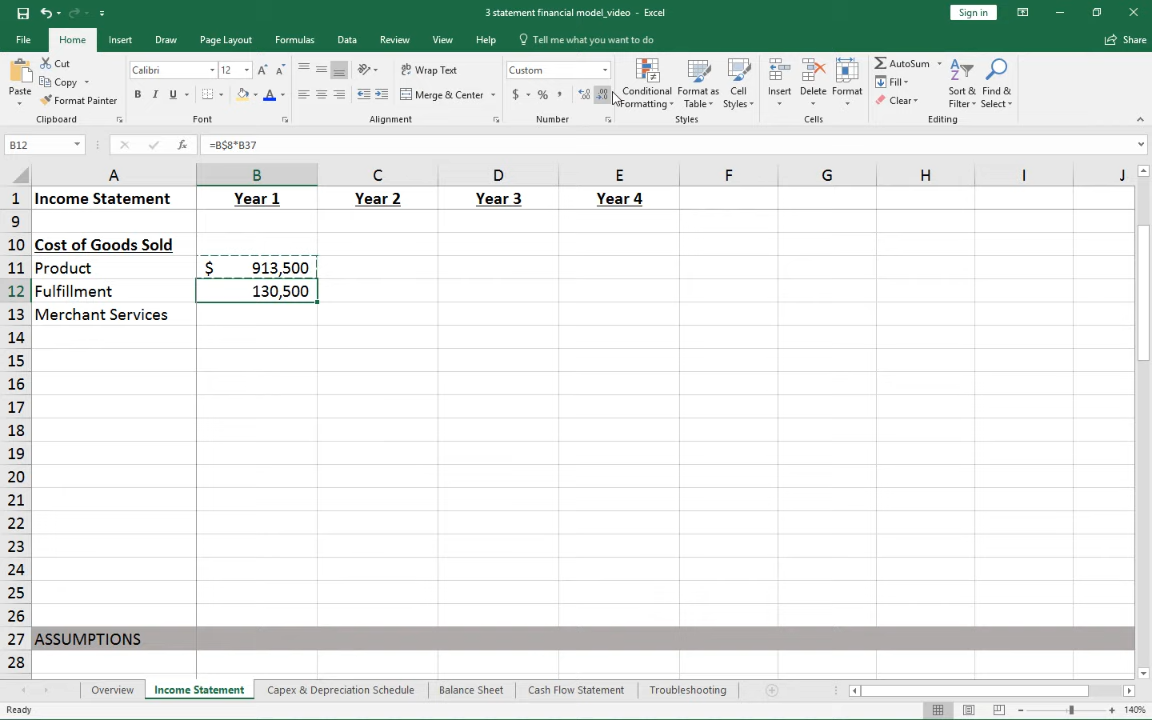 3 statement financial model_video - Excel
Sign in
File Home Insert Draw Page Layout Formulas Data Review View Help Tell me what you want to do Share
Paste
Cut
Copy
Format Painter
Clipboard
Calibri 12
B I U
Font
Wrap Text
Merge & Center
Alignment
Custom
$ % ,
Number
Conditional Formatting
Format as Table
Cell Styles
Styles
Insert
Delete
Format
Cells
AutoSum
Fill
Clear
Sort & Filter
Find & Select
Editing
B12 fx =B$8*B37
A B C D E F G H I J
1 Income Statement Year 1 Year 2 Year 3 Year 4
9
10 Cost of Goods Sold
11 Product $ 913,500
12 Fulfillment 130,500
13 Merchant Services
14
15
16
17
18
19
20
21
22
23
24
25
26
27 ASSUMPTIONS
28
Overview Income Statement Capex & Depreciation Schedule Balance Sheet Cash Flow Statement Troubleshooting
Ready
140%